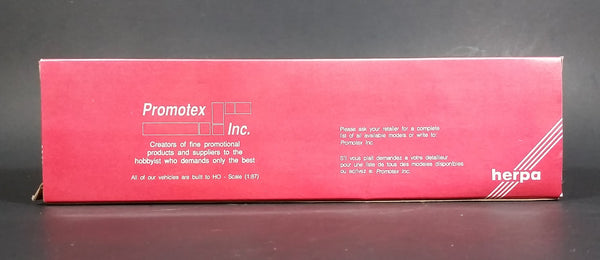 Promotex
Inc.
Creators of fine promotional
products and suppliers to the
hobbyist who demands only the best
All of our vehicles are built to HO - Scale (1:87)
Please ask your retailer for a complete
list of all available models or write to:
Promotex Inc.
S'il vous plait demandez a votre detailleur
pour une liste de tous des modeles disponibles
ou ecrivez a: Promotex Inc.
herpa